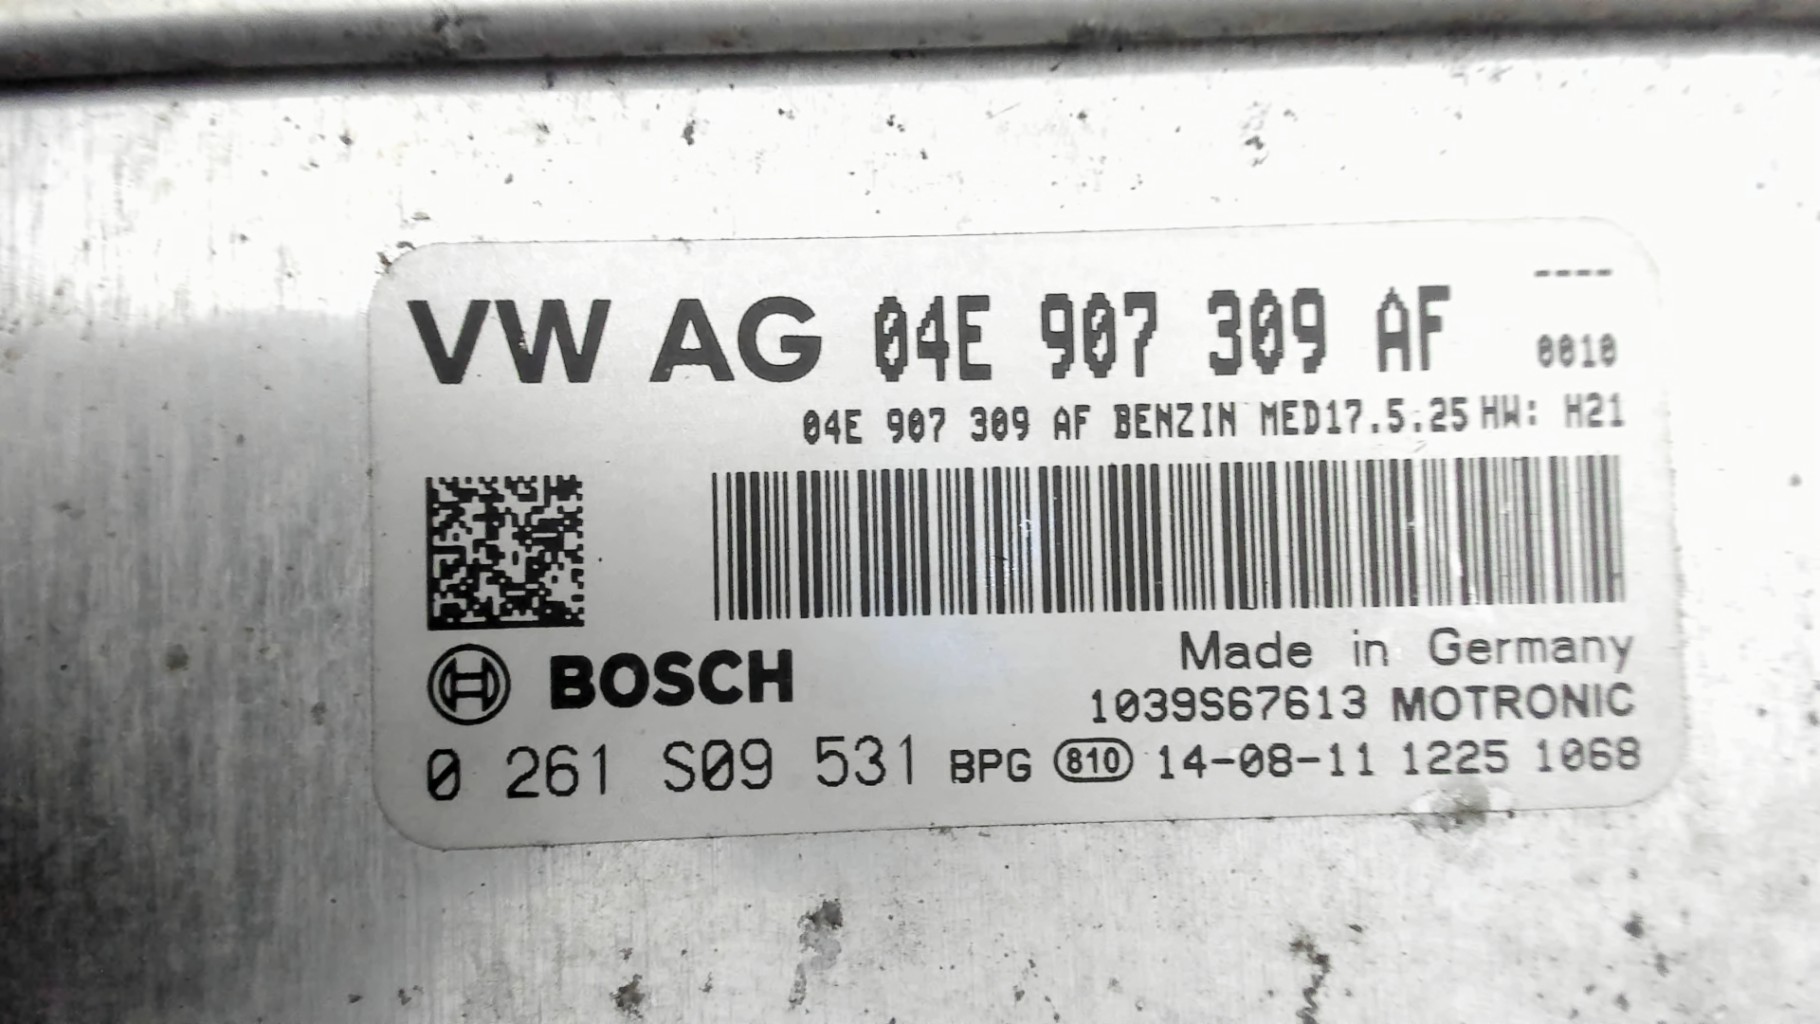 VW AG 04E 907 309 AF
----
0010
04E 907 309 AF BENZIN MED17.5.25 HW: H21
BOSCH
Made in Germany
1039S67613 MOTRONIC
0 261 S09 531 BPG 810 14-08-11 1225 1068